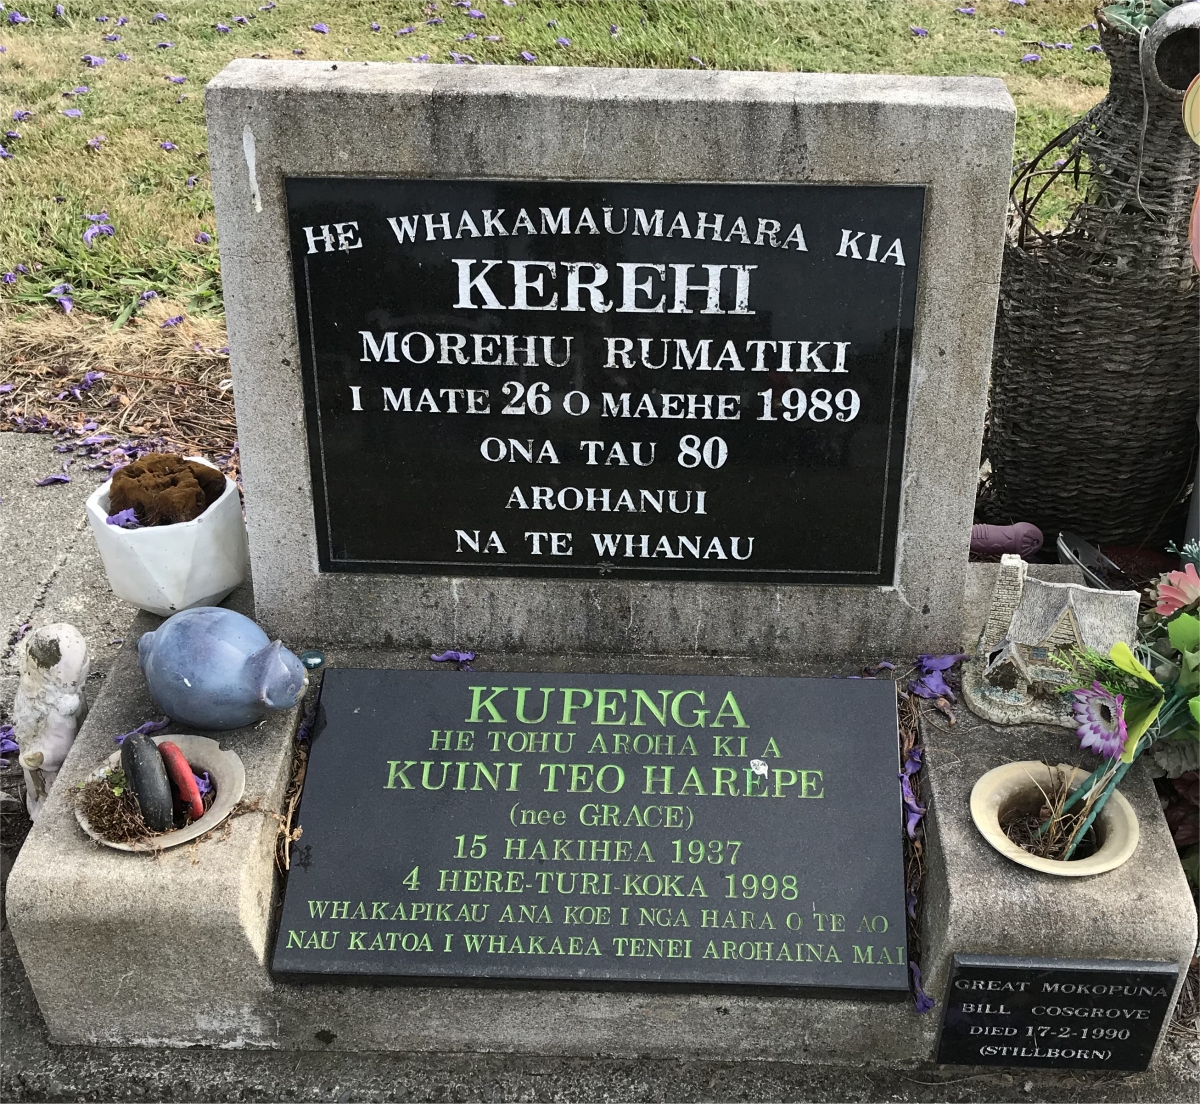 HE WHAKAMAUMAHARA KIA
KEREHI
MOREHU RUMATIKI
I MATE 26 O MAEHE 1989
ONA TAU 80
AROHANUI
NA TE WHANAU
KUPENGA
HE TOHU AROHA KI A
KUINI TEO HAREPE
(nee GRACE)
15 HAKIHEA 1937
4 HERE-TURI-KOKA 1998
WHAKAPIKAU ANA KOE I NGA HARA O TE AO
NAU KATOA I WHAKAEA TENEI AROHAINA MAI
GREAT MOKOPUNA
BILL COSGROVE
DIED 17-2-1990
(STILLBORN)